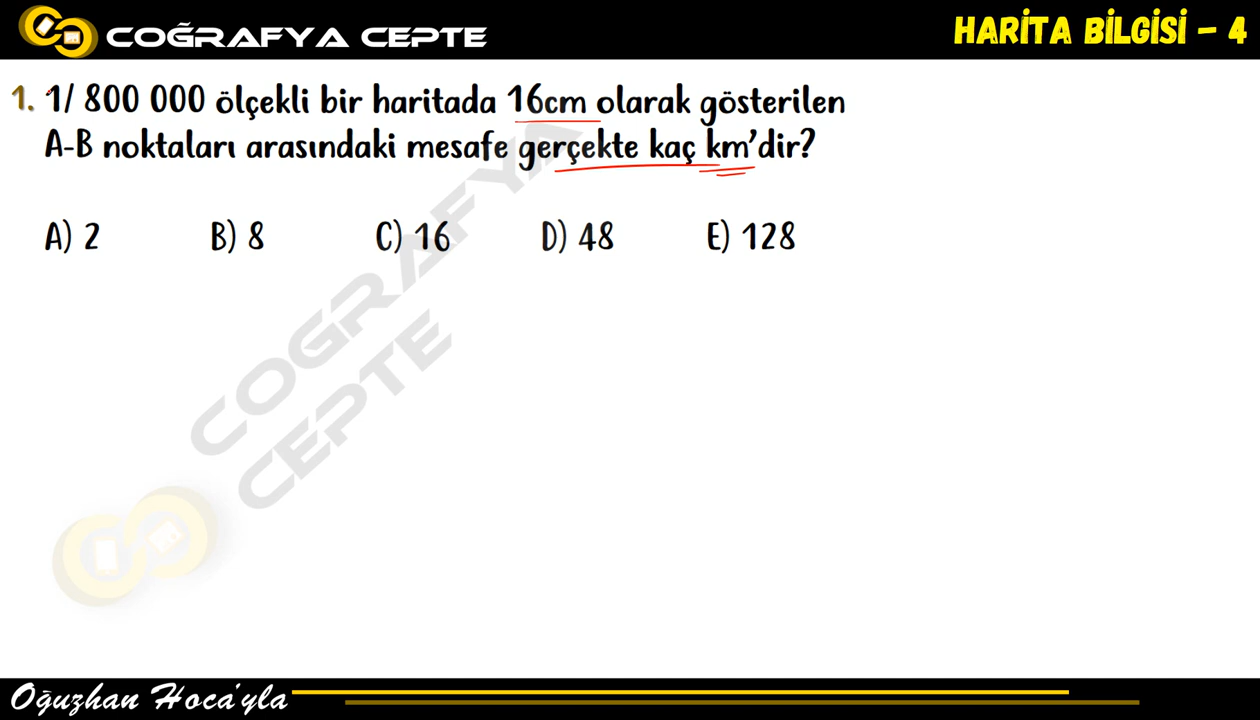 COĞRAFYA CEPTE
HARİTA BİLGİSİ – 4
1. 1/ 800 000 ölçekli bir haritada 16cm olarak gösterilen
A-B noktaları arasındaki mesafe gerçekte kaç km’dir?
A) 2 B) 8 C) 16 D) 48 E) 128
COGRAFYA
CEPTE
Oğuzhan Hoca'yla